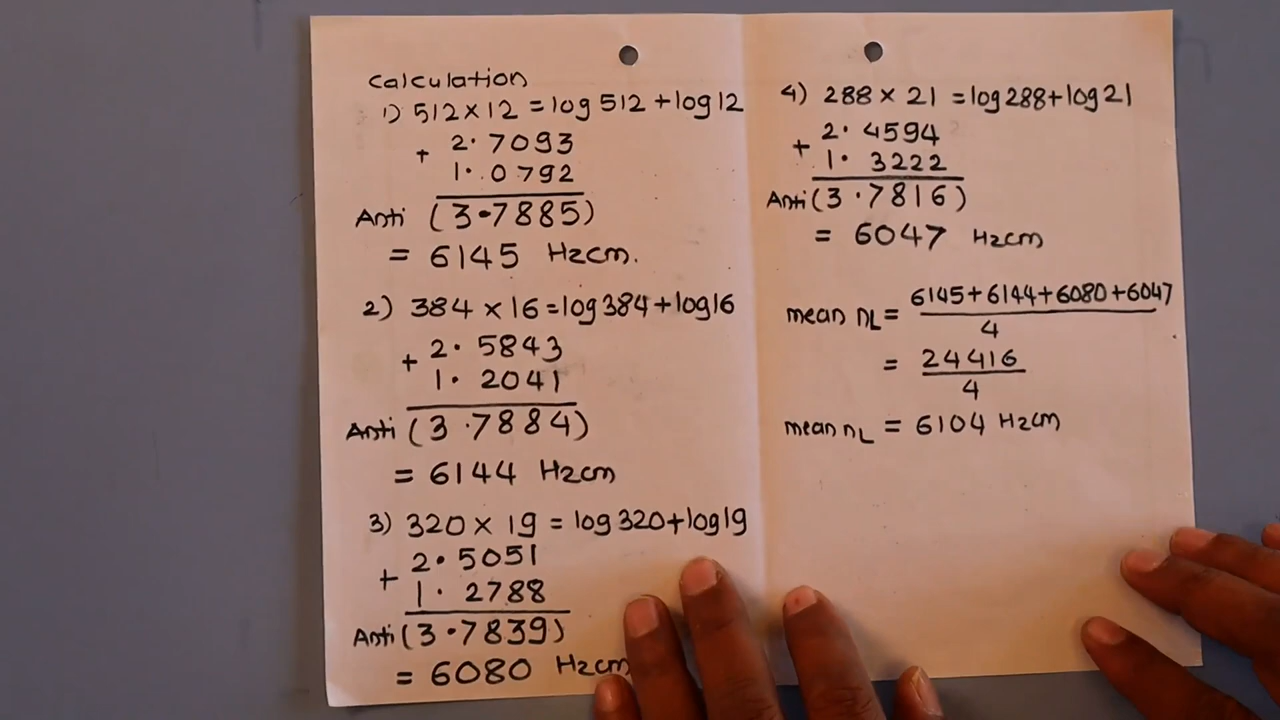 Calculation
1) 512 × 12 = log 512 + log 12
+ 2.7093
1.0792
Anti (3.7885)
= 6145 Hzcm.
2) 384 × 16 = log 384 + log 16
+ 2.5843
1.2041
Anti (3.7884)
= 6144 Hzcm
3) 320 × 19 = log 320 + log 19
+ 2.5051
1.2788
Anti (3.7839)
= 6080 Hzcm
4) 288 × 21 = log 288 + log 21
+ 2.4594
1.3222
Anti (3.7816)
= 6047 Hzcm
mean nL = 6145+6144+6080+6047
4
= 24416
4
mean nL = 6104 Hzcm